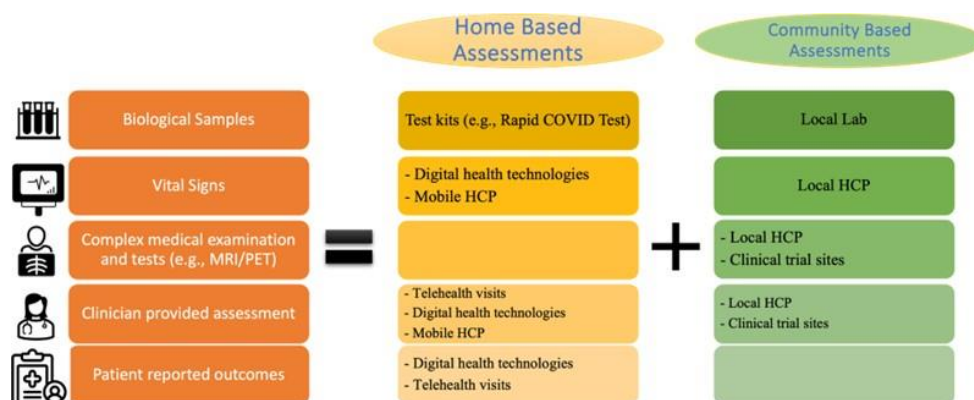 Home Based
Assessments
Community Based
Assessments
Biological Samples
Test kits (e.g., Rapid COVID Test)
Local Lab
Vital Signs
- Digital health technologies
- Mobile HCP
Local HCP
Complex medical examination
and tests (e.g., MRI/PET)
- Local HCP
- Clinical trial sites
Clinician provided assessment
- Telehealth visits
- Digital health technologies
- Mobile HCP
- Local HCP
- Clinical trial sites
Patient reported outcomes
- Digital health technologies
- Telehealth visits